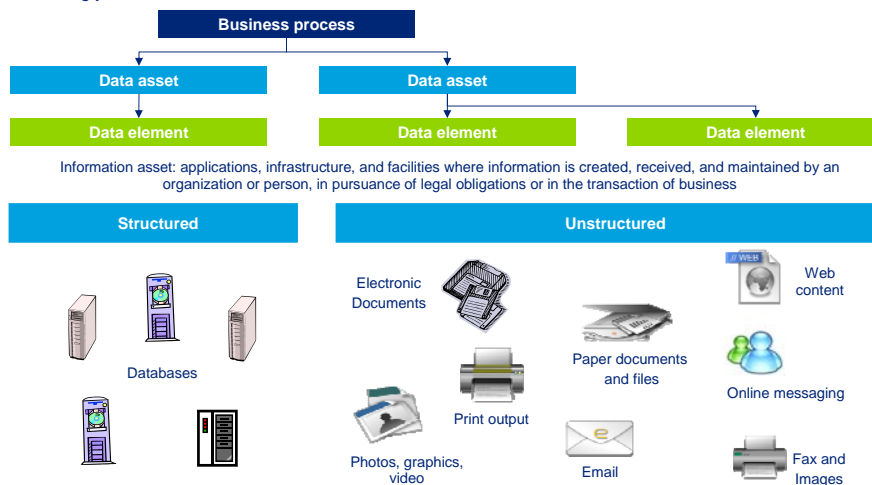 Business process
Data asset
Data asset
Data element
Data element
Data element
Information asset: applications, infrastructure, and facilities where information is created, received, and maintained by an
organization or person, in pursuance of legal obligations or in the transaction of business
Structured
Unstructured
Databases
Electronic
Documents
Web
content
// WEB
Paper documents
and files
Online messaging
Print output
Photos, graphics,
video
Email
Fax and
Images